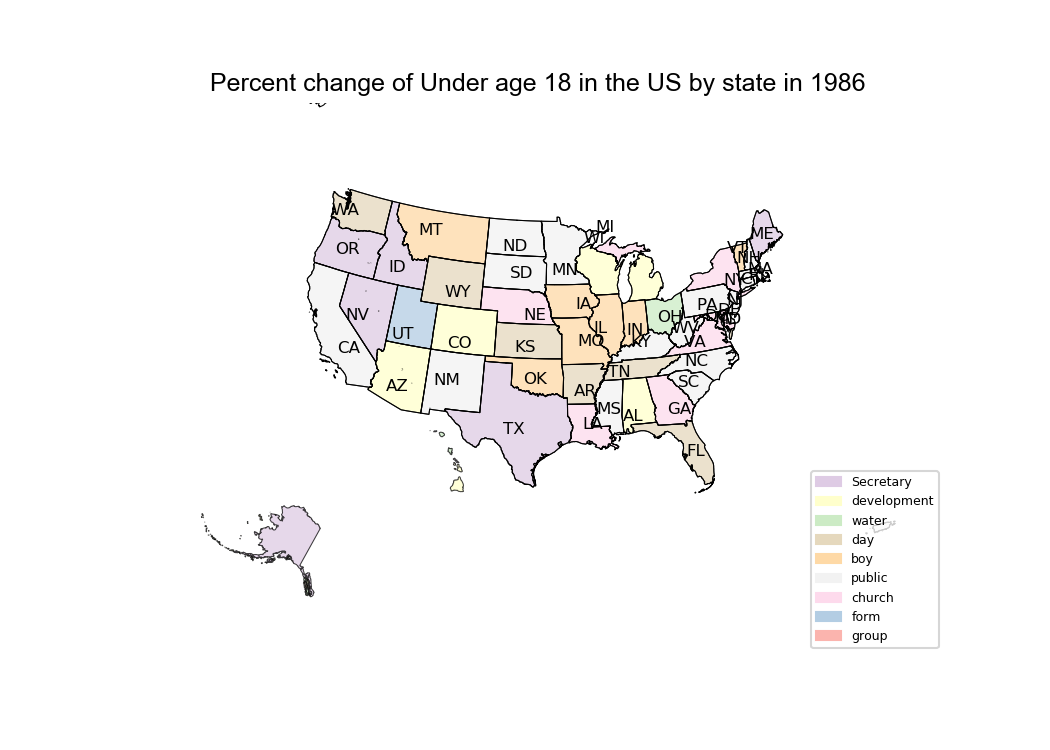 Percent change of Under age 18 in the US by state in 1986
WA
MT
ND
MN
WI
MI
ME
VT
NH
OR
ID
SD
WY
NY
MA
NV
UT
CO
NE
IA
IL
IN
OH
PA
CA
AZ
NM
KS
MO
KY
WV
VA
OK
AR
TN
NC
SC
TX
LA
MS
AL
GA
FL
Secretary
development
water
day
boy
public
church
form
group